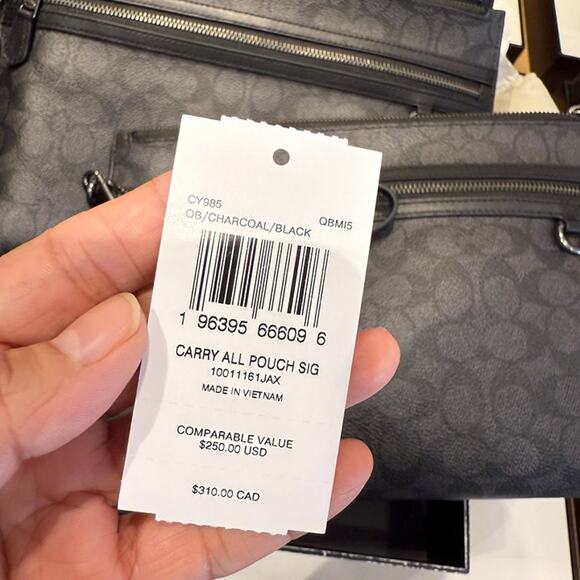 CY985
QBMI5
QB/CHARCOAL/BLACK
1 96395 66609 6
CARRY ALL POUCH SIG
10011161JAX
MADE IN VIETNAM
COMPARABLE VALUE
$250.00 USD
$310.00 CAD